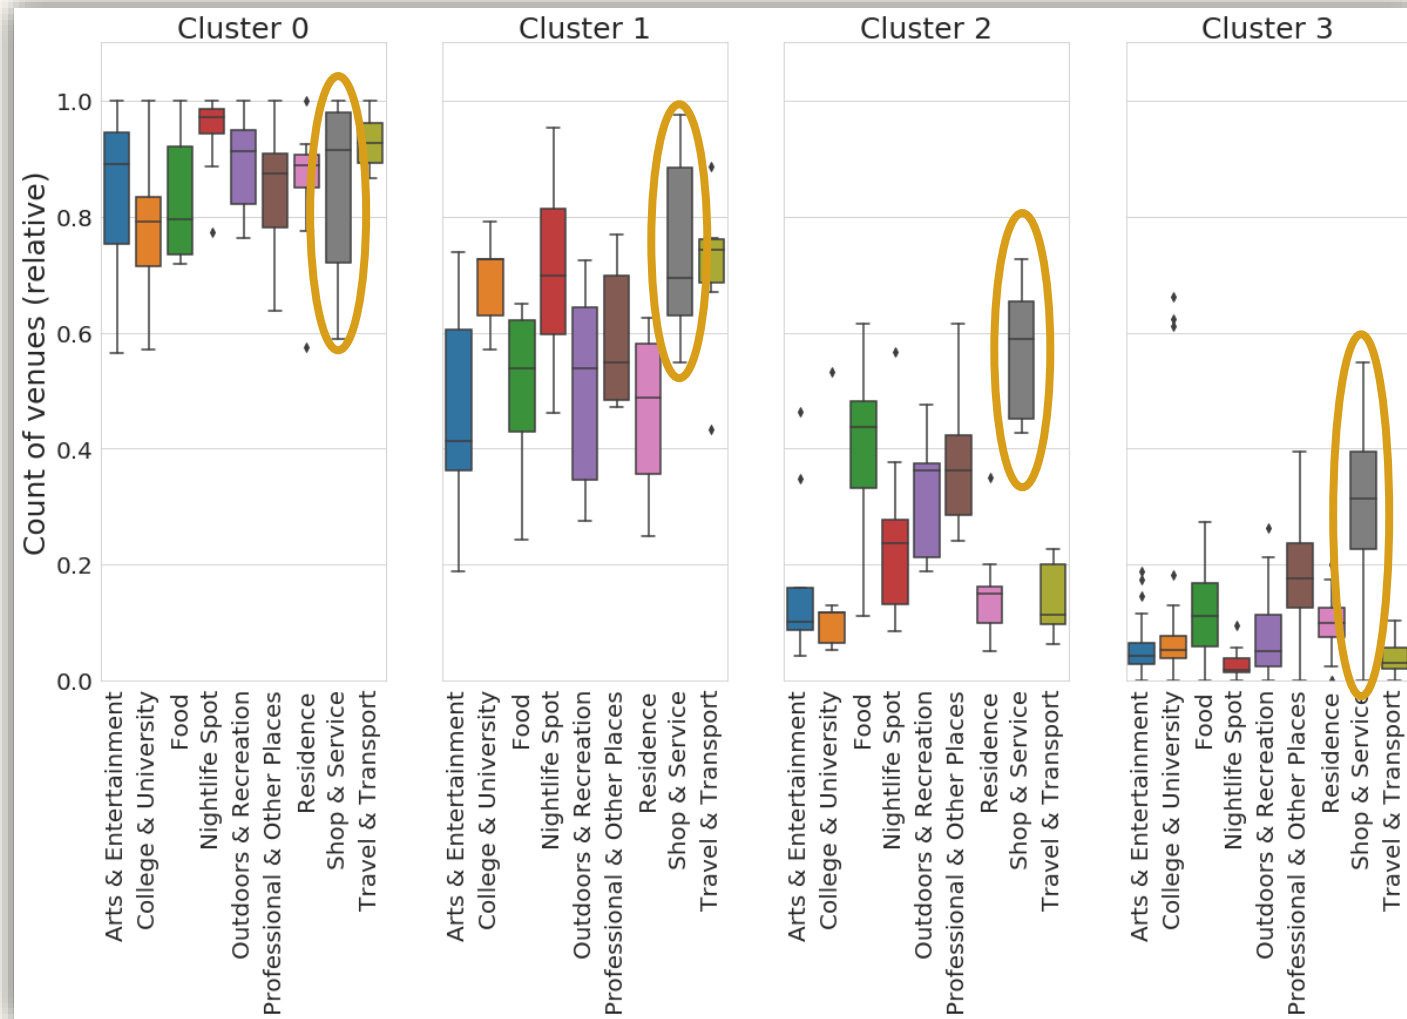 Cluster 0
Cluster 1
Cluster 2
Cluster 3
Count of venues (relative)
1.0
0.8
0.6
0.4
0.2
0.0
Arts & Entertainment
College & University
Food
Nightlife Spot
Outdoors & Recreation
Professional & Other Places
Residence
Shop & Service
Travel & Transport
Arts & Entertainment
College & University
Food
Nightlife Spot
Outdoors & Recreation
Professional & Other Places
Residence
Shop & Service
Travel & Transport
Arts & Entertainment
College & University
Food
Nightlife Spot
Outdoors & Recreation
Professional & Other Places
Residence
Shop & Service
Travel & Transport
Arts & Entertainment
College & University
Food
Nightlife Spot
Outdoors & Recreation
Professional & Other Places
Residence
Shop & Service
Travel & Transport